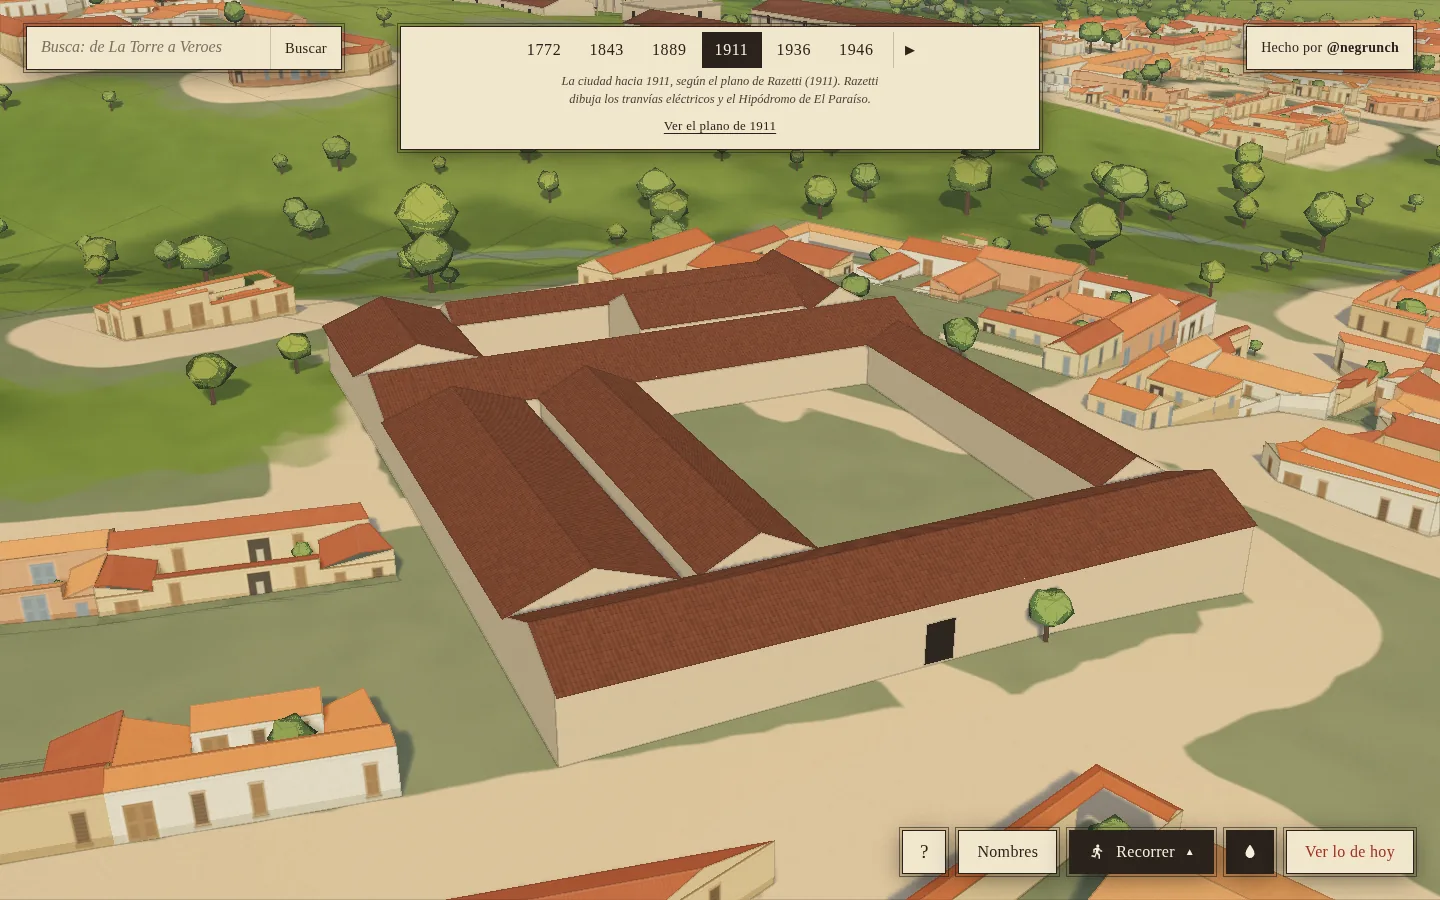 Busca: de La Torre a Veroes
Buscar
1772 1843 1889 1911 1936 1946 ▶
La ciudad hacia 1911, según el plano de Razetti (1911). Razetti
dibuja los tranvías eléctricos y el Hipódromo de El Paraíso.
Ver el plano de 1911
Hecho por @negrunch
?
Nombres
Recorrer ▲
Ver lo de hoy